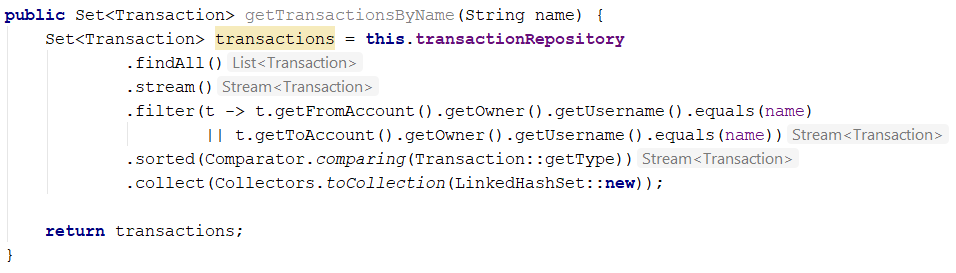 public Set<Transaction> getTransactionsByName(String name) {
    Set<Transaction> transactions = this.transactionRepository
            .findAll() List<Transaction>
            .stream() Stream<Transaction>
            .filter(t -> t.getFromAccount().getOwner().getUsername().equals(name)
                    || t.getToAccount().getOwner().getUsername().equals(name)) Stream<Transaction>
            .sorted(Comparator.comparing(Transaction::getType)) Stream<Transaction>
            .collect(Collectors.toCollection(LinkedHashSet::new));
    return transactions;
}